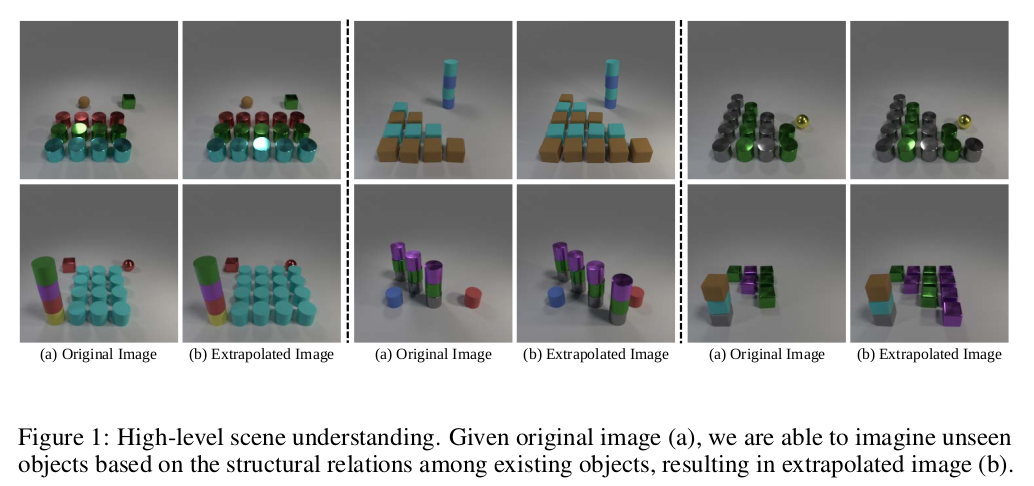 (a) Original Image (b) Extrapolated Image (a) Original Image (b) Extrapolated Image (a) Original Image (b) Extrapolated Image
Figure 1: High-level scene understanding. Given original image (a), we are able to imagine unseen
objects based on the structural relations among existing objects, resulting in extrapolated image (b).